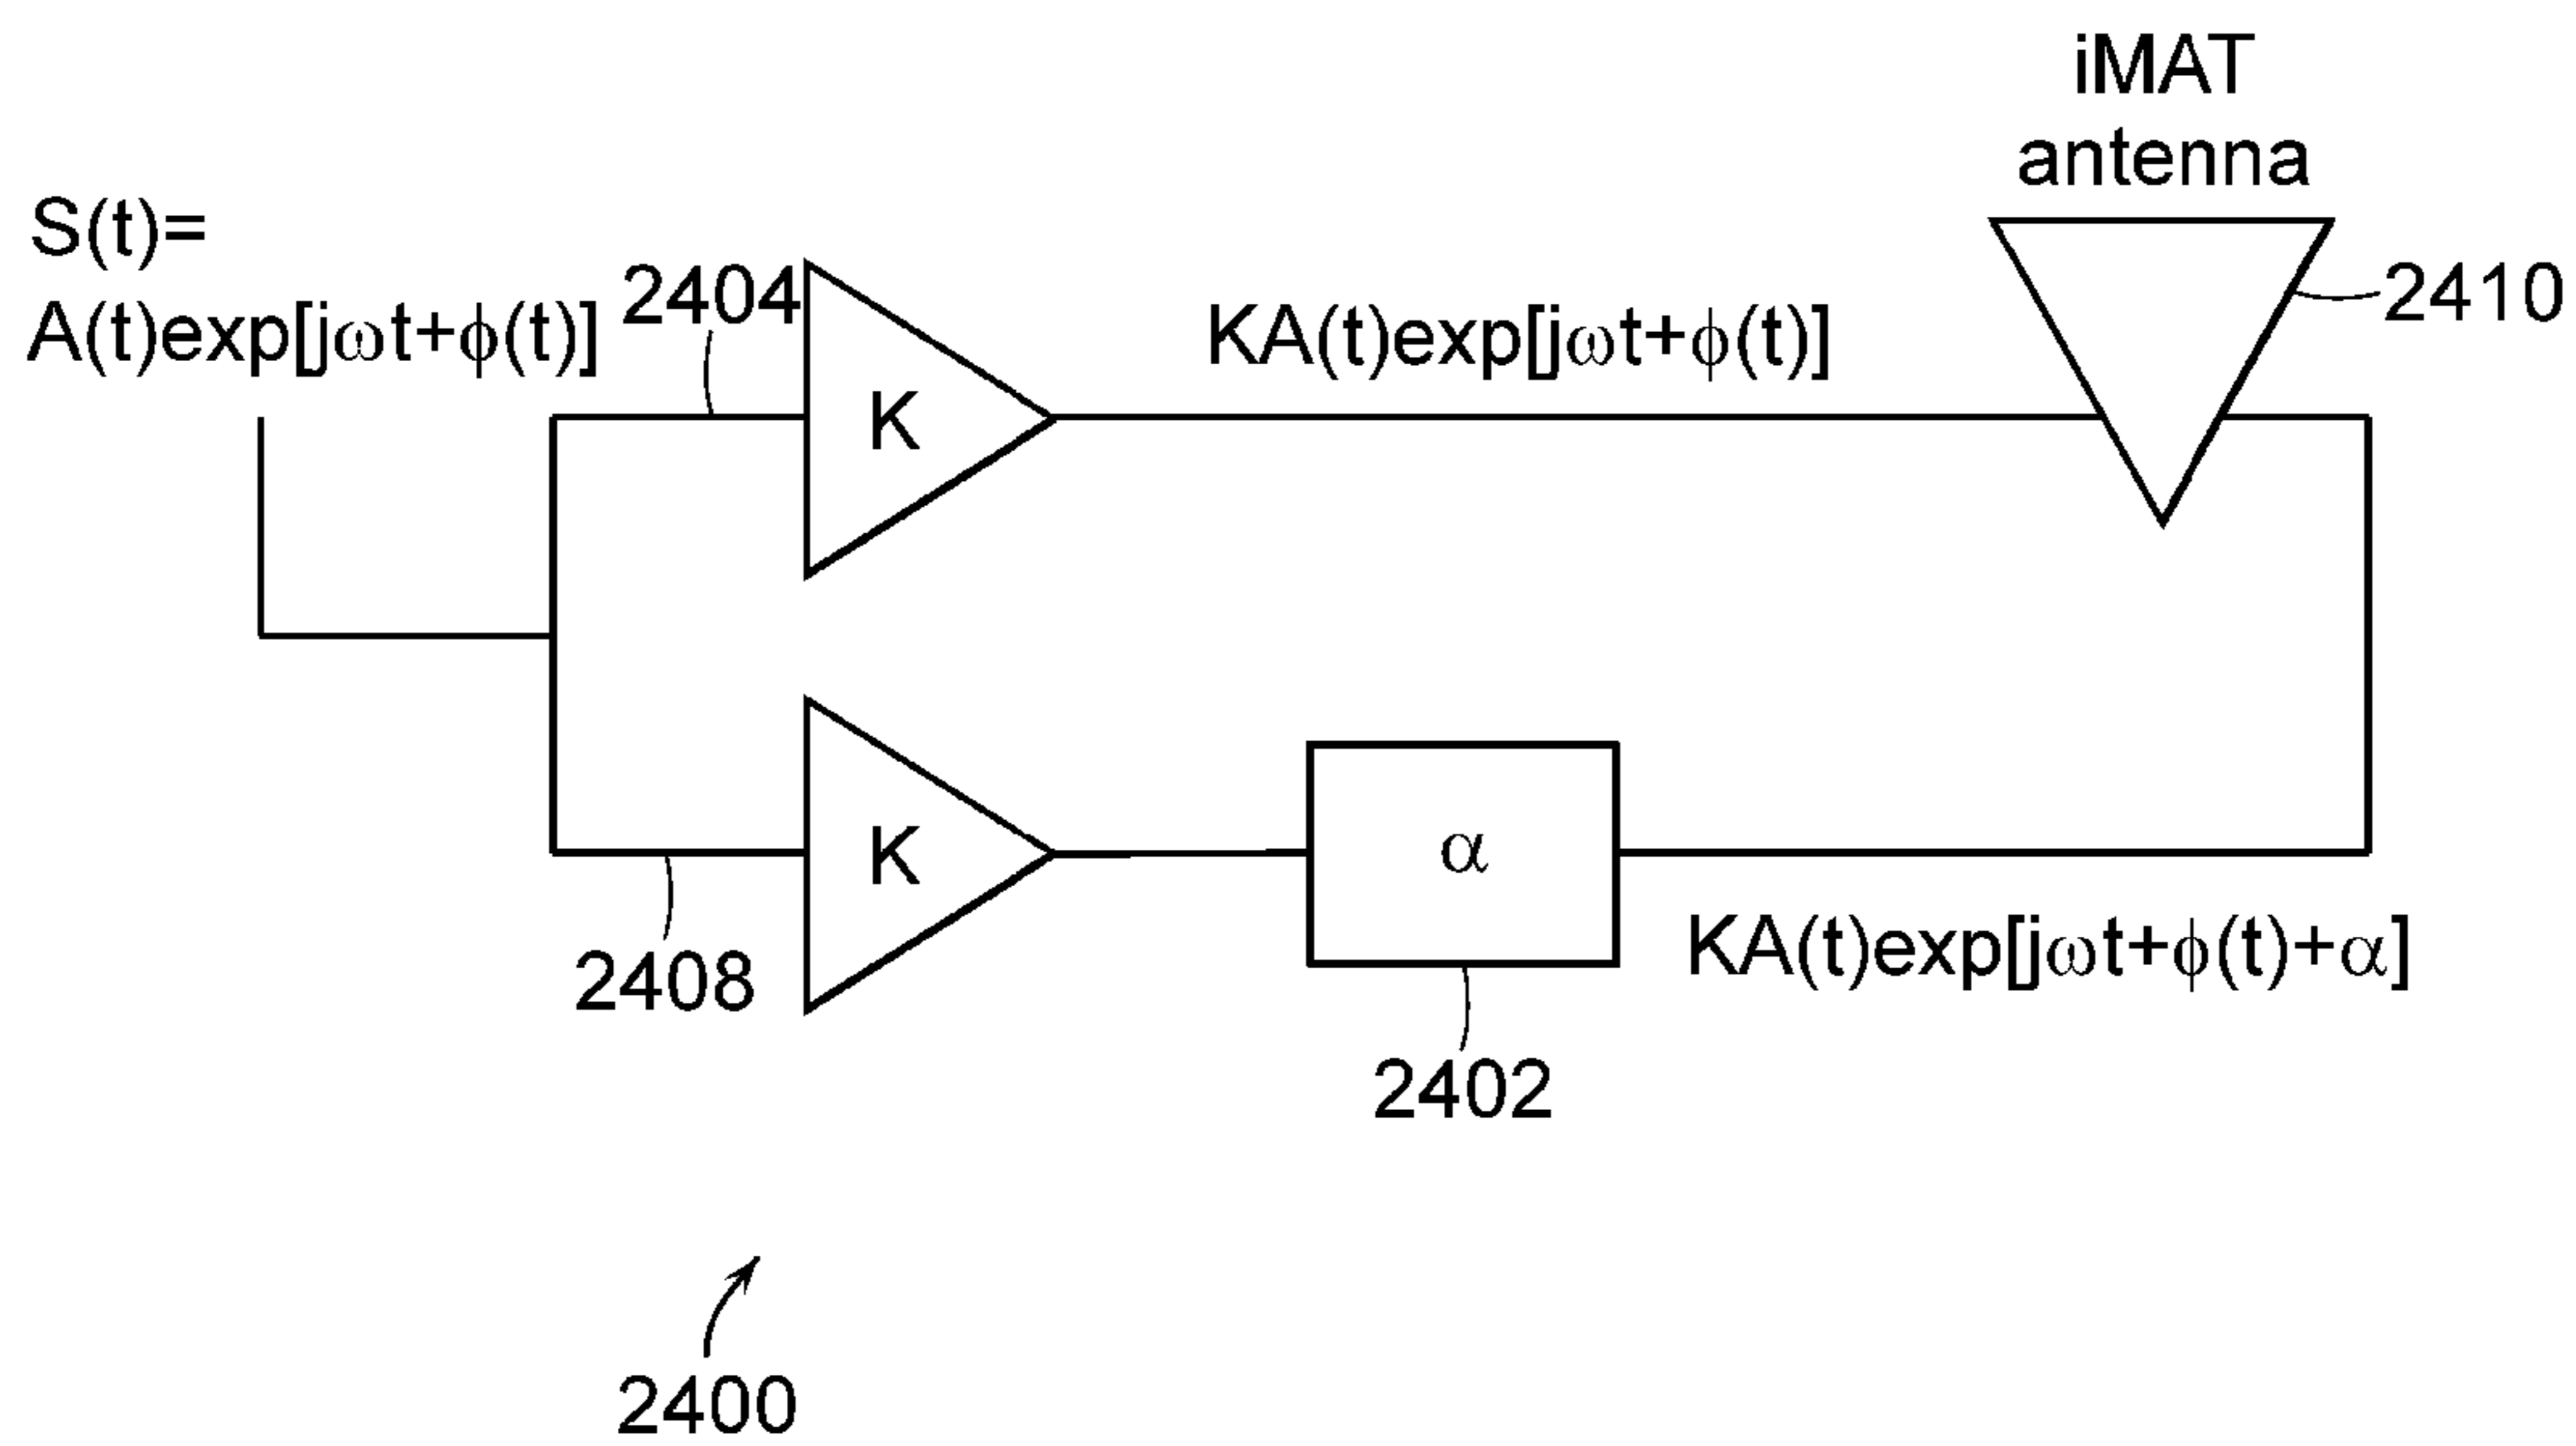 iMAT
antenna
S(t)=
A(t)exp[jωt+ϕ(t)]
2404
KA(t)exp[jωt+ϕ(t)]
2410
K
K
α
2408
KA(t)exp[jωt+ϕ(t)+α]
2402
2400